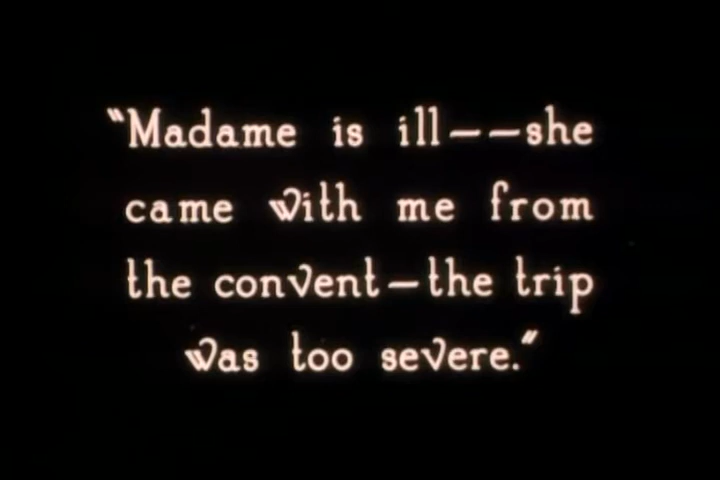 "Madame is ill--she
came with me from
the convent-the trip
was too severe."